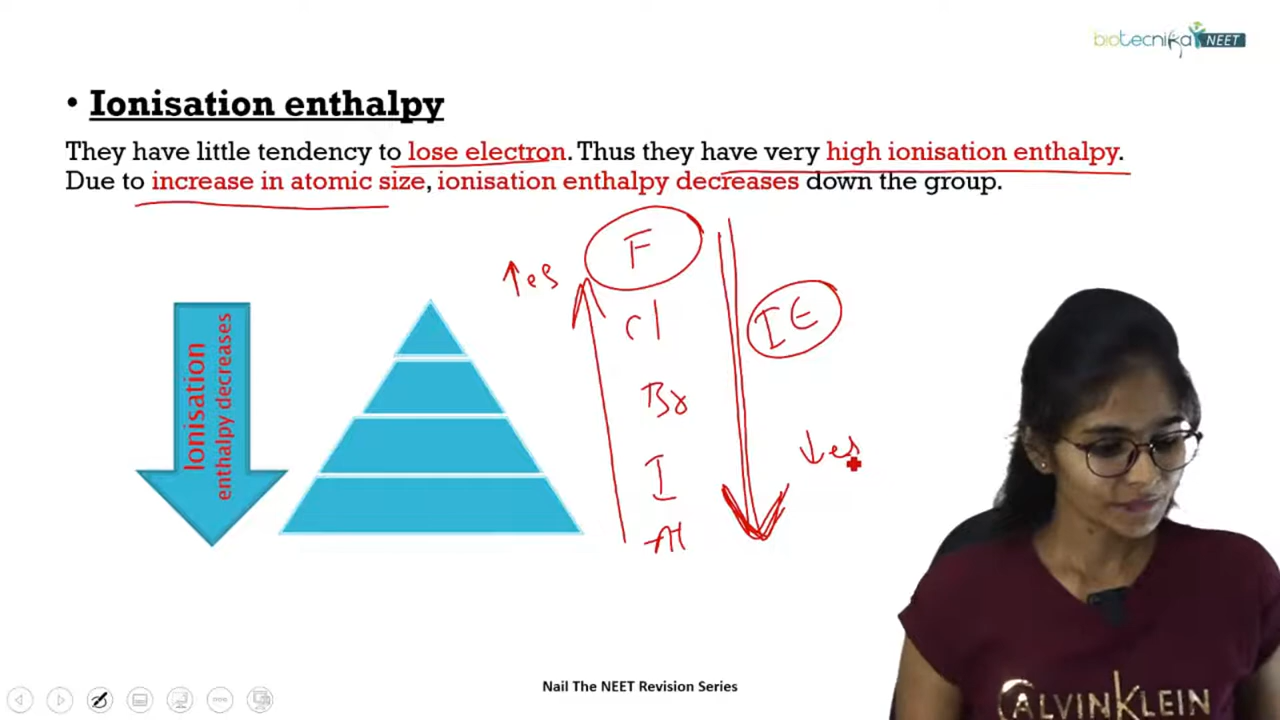 biotecnika NEET
• Ionisation enthalpy
They have little tendency to lose electron. Thus they have very high ionisation enthalpy.
Due to increase in atomic size, ionisation enthalpy decreases down the group.
Ionisation
enthalpy decreases
↑es
F
Cl
Br
I
At
IE
↓es
CALVIN KLEIN
Nail The NEET Revision Series